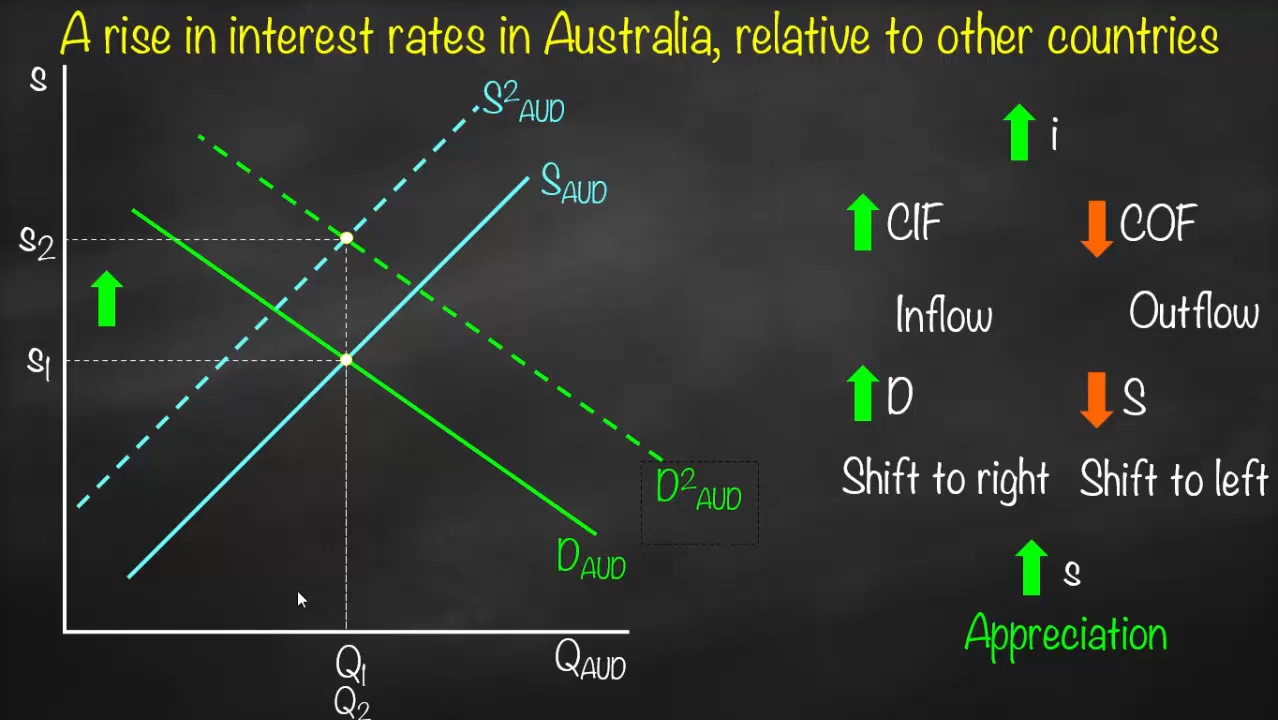 A rise in interest rates in Australia, relative to other countries
s
S²AUD
SAUD
s₂
s₁
D²AUD
DAUD
Q₁
Q₂
QAUD
i
CIF
COF
Inflow
Outflow
D
S
Shift to right
Shift to left
s
Appreciation